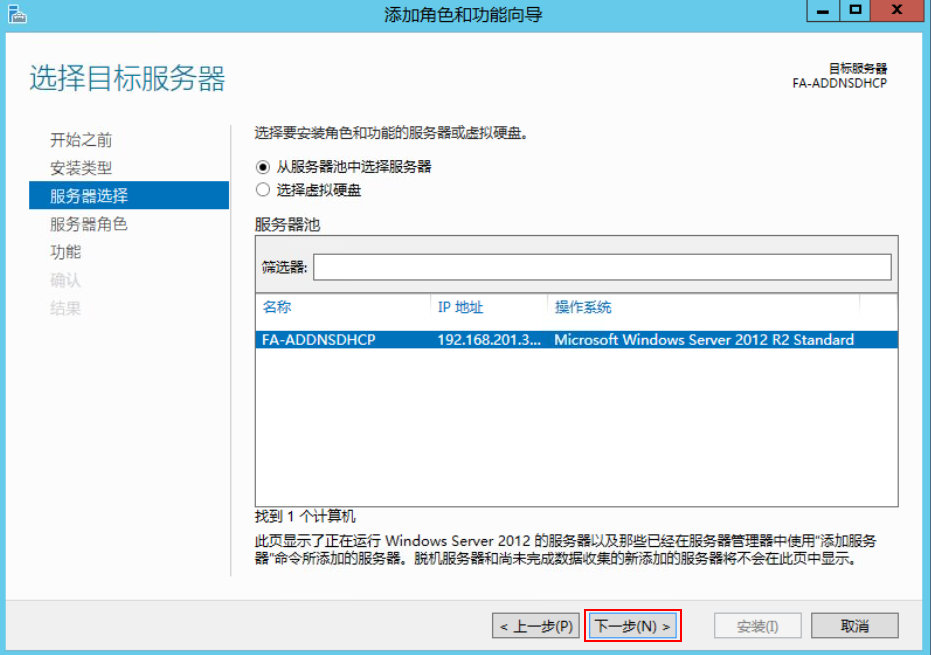 添加角色和功能向导
选择目标服务器
目标服务器
FA-ADDNSDHCP
开始之前
安装类型
服务器选择
服务器角色
功能
确认
结果
选择要安装角色和功能的服务器或虚拟硬盘。
从服务器池中选择服务器
选择虚拟硬盘
服务器池
筛选器:
名称 IP 地址 操作系统
FA-ADDNSDHCP 192.168.201.3... Microsoft Windows Server 2012 R2 Standard
找到 1 个计算机
此页显示了正在运行 Windows Server 2012 的服务器以及那些已经在服务器管理器中使用"添加服务
器"命令所添加的服务器。脱机服务器和尚未完成数据收集的新添加的服务器将不会在此页中显示。
< 上一步(P) 下一步(N) > 安装(I) 取消